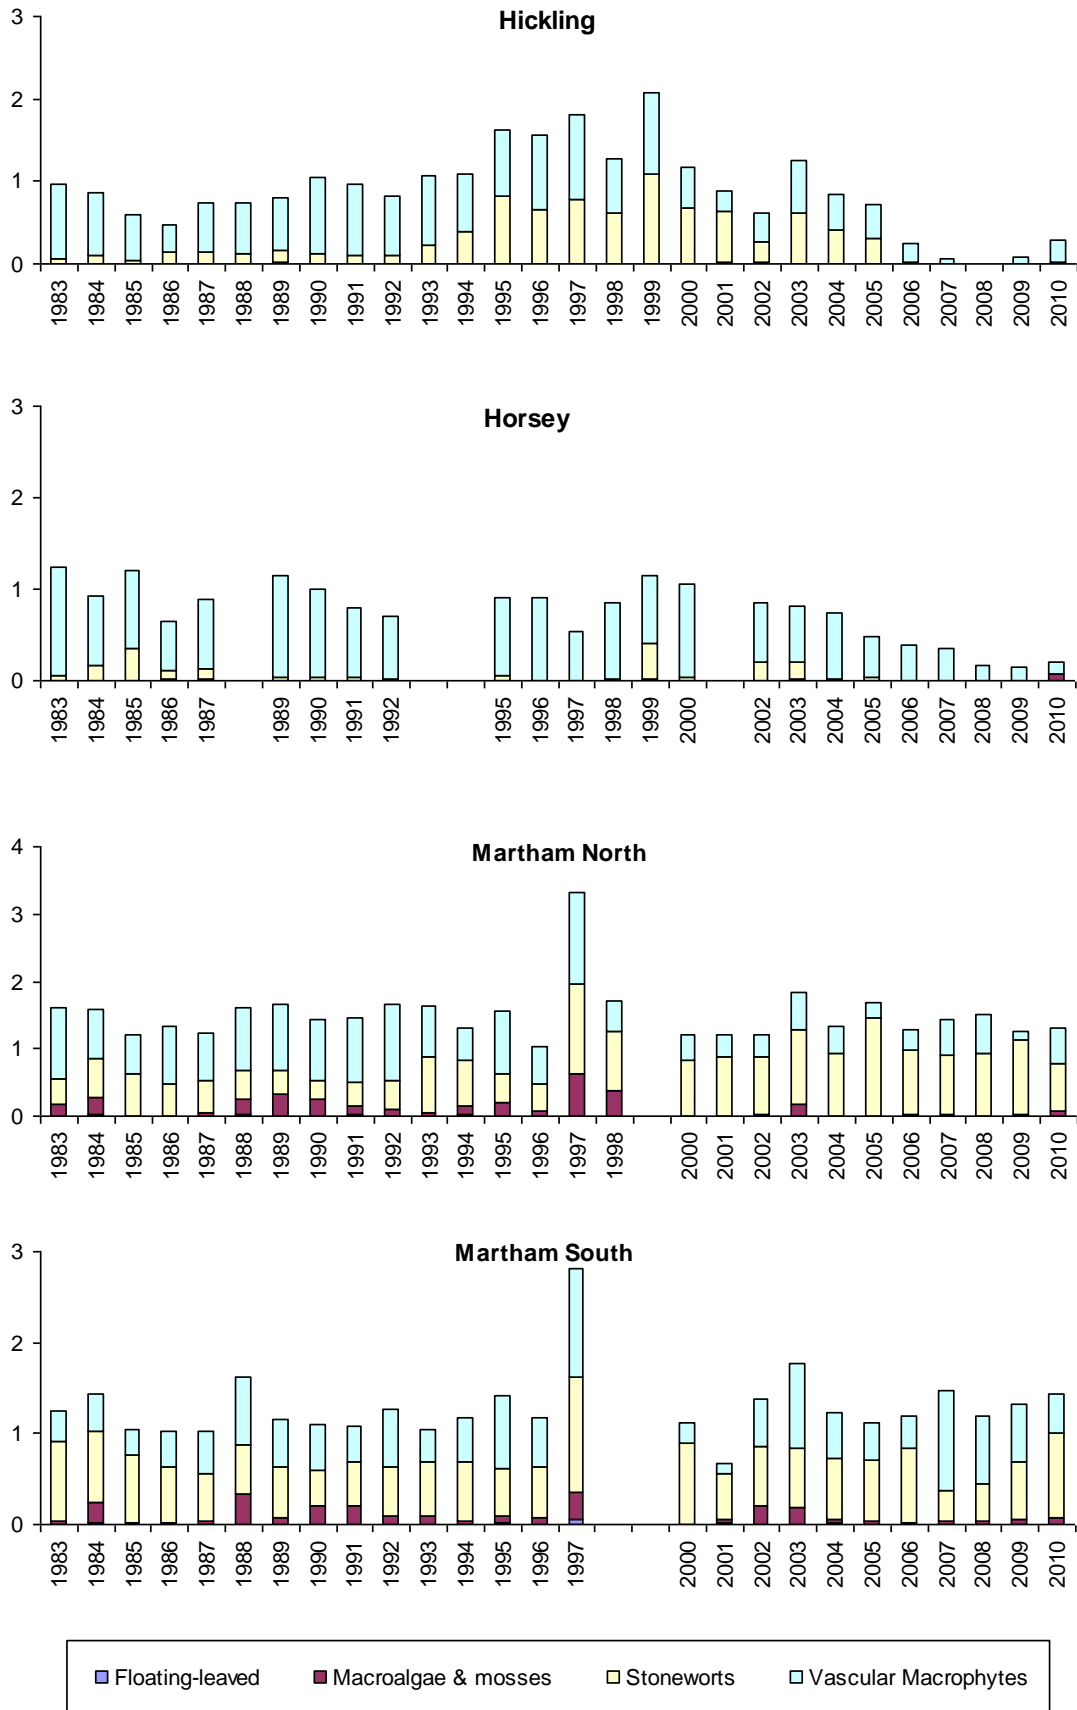 Hickling
3
2
1
0
1983 1984 1985 1986 1987 1988 1989 1990 1991 1992 1993 1994 1995 1996 1997 1998 1999 2000 2001 2002 2003 2004 2005 2006 2007 2008 2009 2010
Horsey
3
2
1
0
1983 1984 1985 1986 1987 1989 1990 1991 1992 1995 1996 1997 1998 1999 2000 2002 2003 2004 2005 2006 2007 2008 2009 2010
Martham North
4
3
2
1
0
1983 1984 1985 1986 1987 1988 1989 1990 1991 1992 1993 1994 1995 1996 1997 1998 2000 2001 2002 2003 2004 2005 2006 2007 2008 2009 2010
Martham South
3
2
1
0
1983 1984 1985 1986 1987 1988 1989 1990 1991 1992 1993 1994 1995 1996 1997 2000 2001 2002 2003 2004 2005 2006 2007 2008 2009 2010
Floating-leaved Macroalgae & mosses Stoneworts Vascular Macrophytes